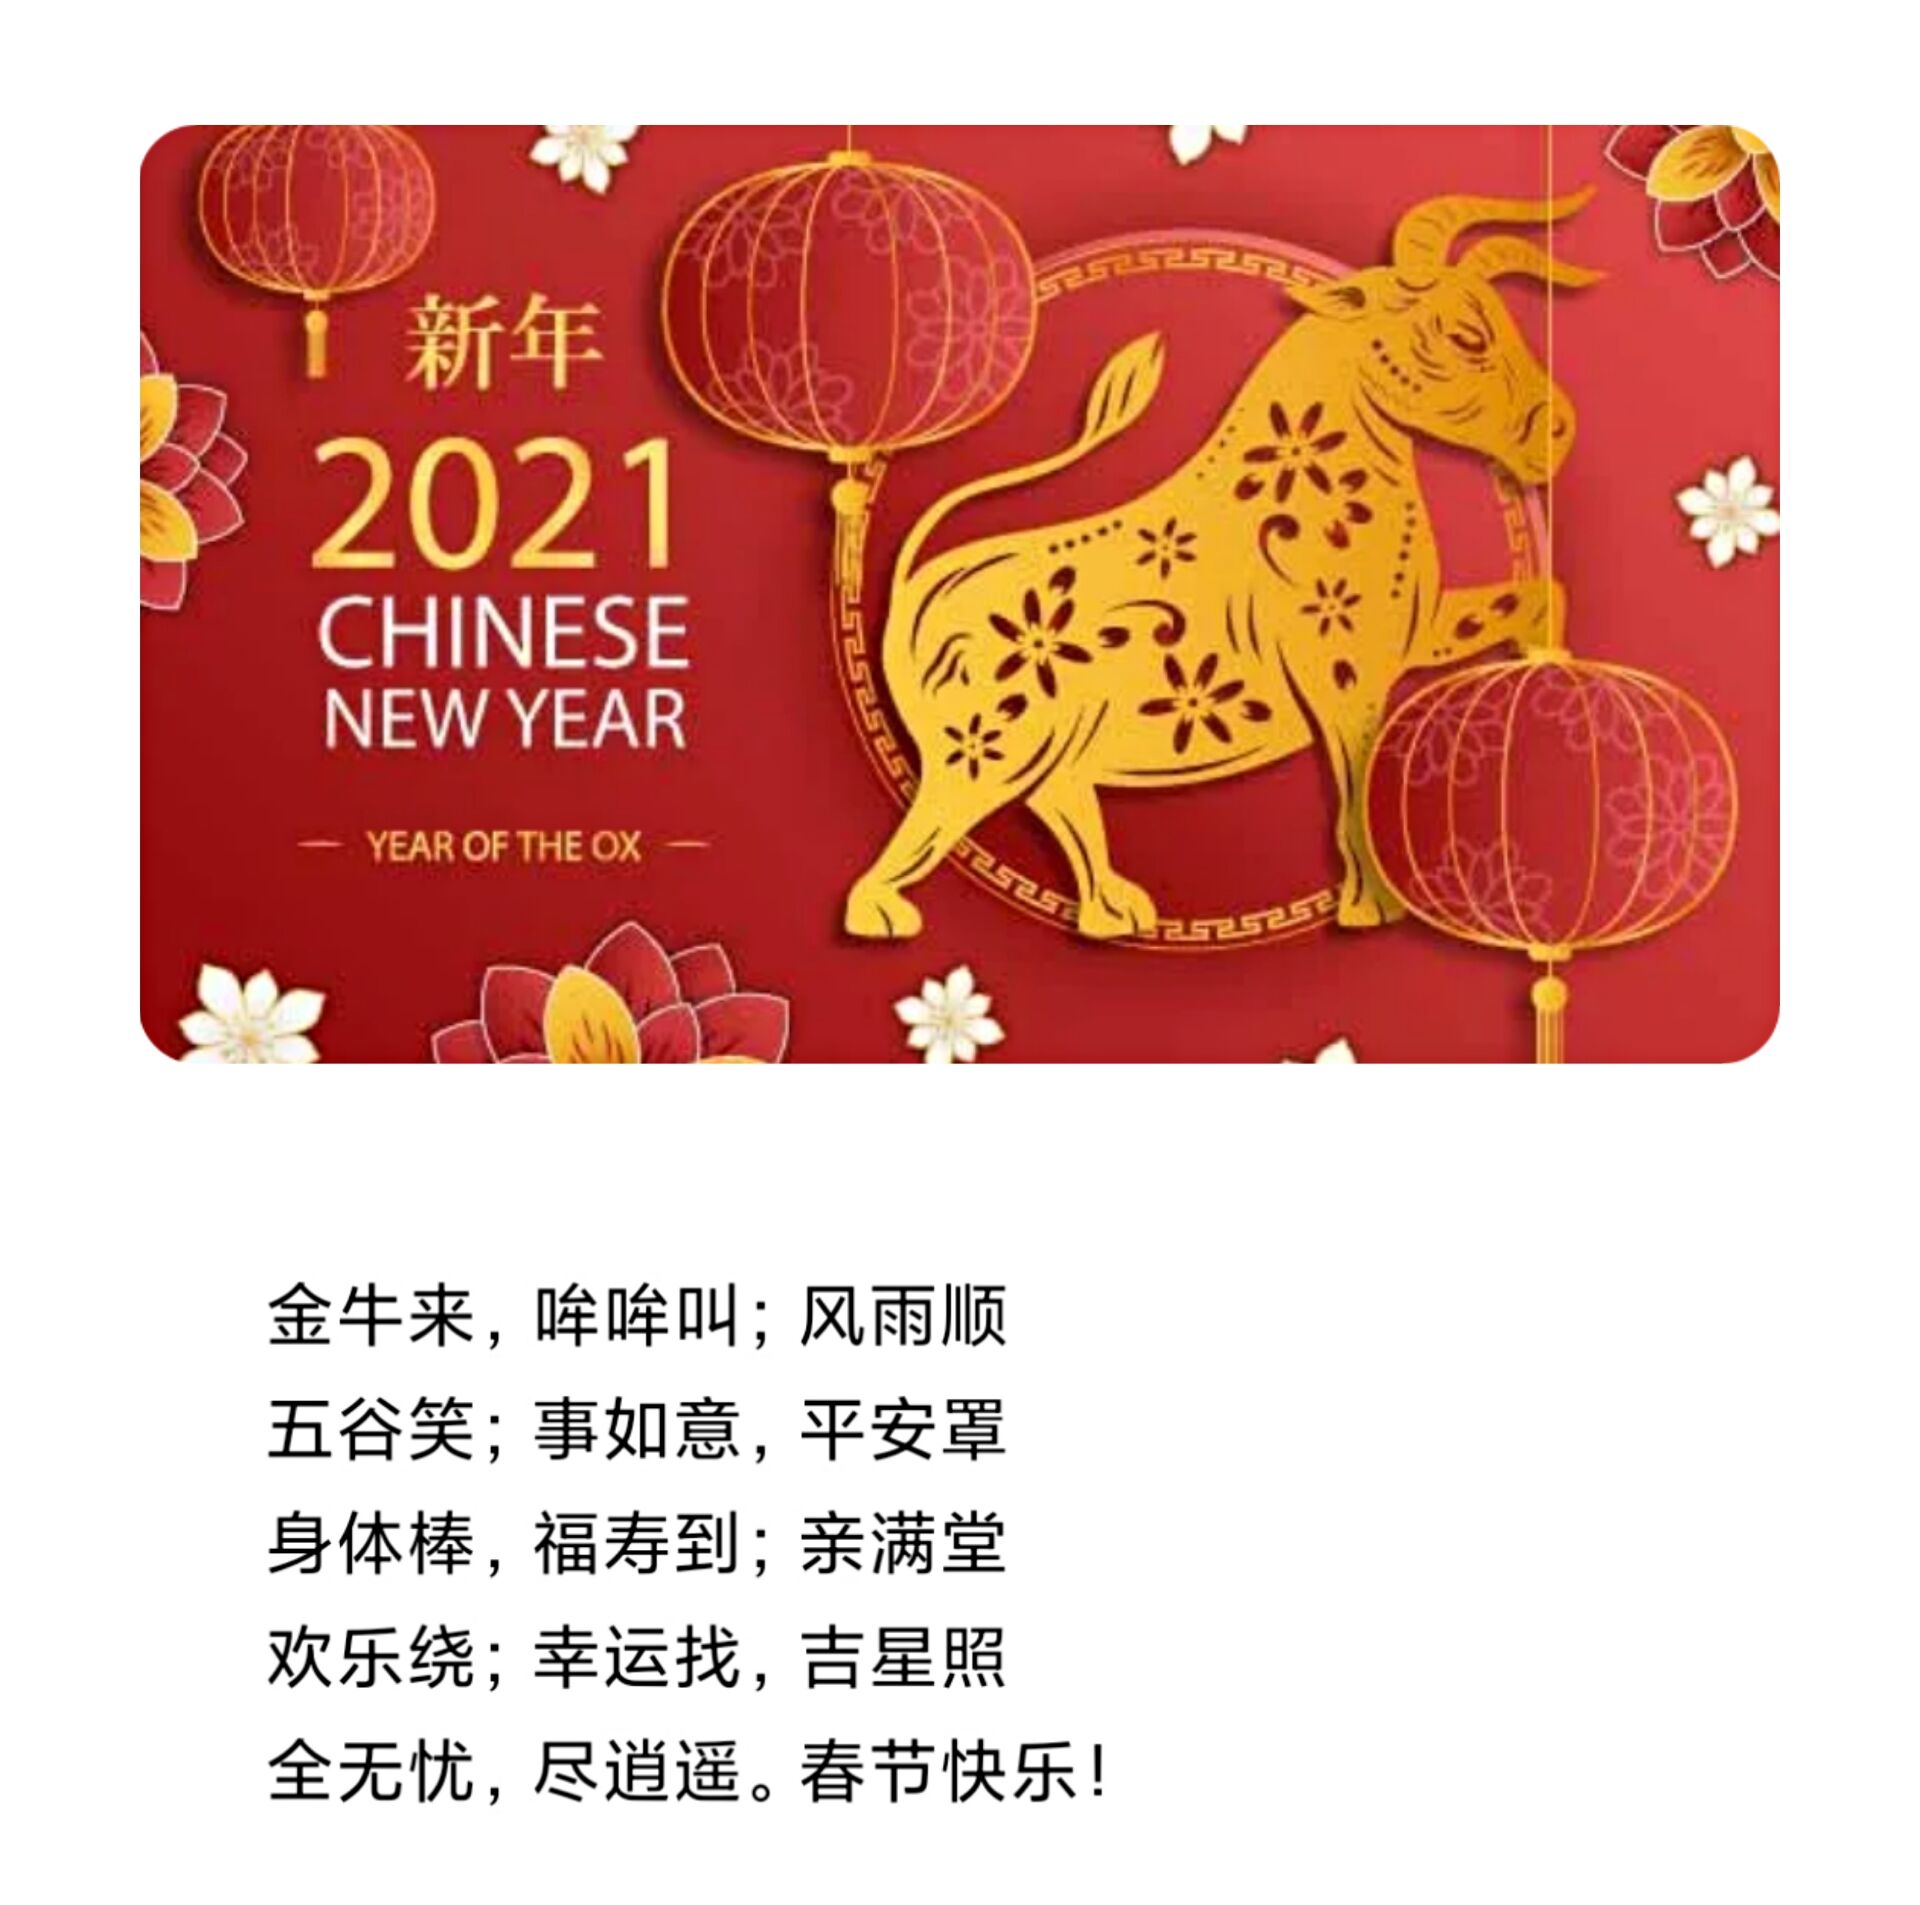 新年
2021
CHINESE
NEW YEAR
YEAR OF THE OX
金牛来，哞哞叫；风雨顺
五谷笑；事如意，平安罩
身体棒，福寿到；亲满堂
欢乐绕；幸运找，吉星照
全无忧，尽逍遥。春节快乐！